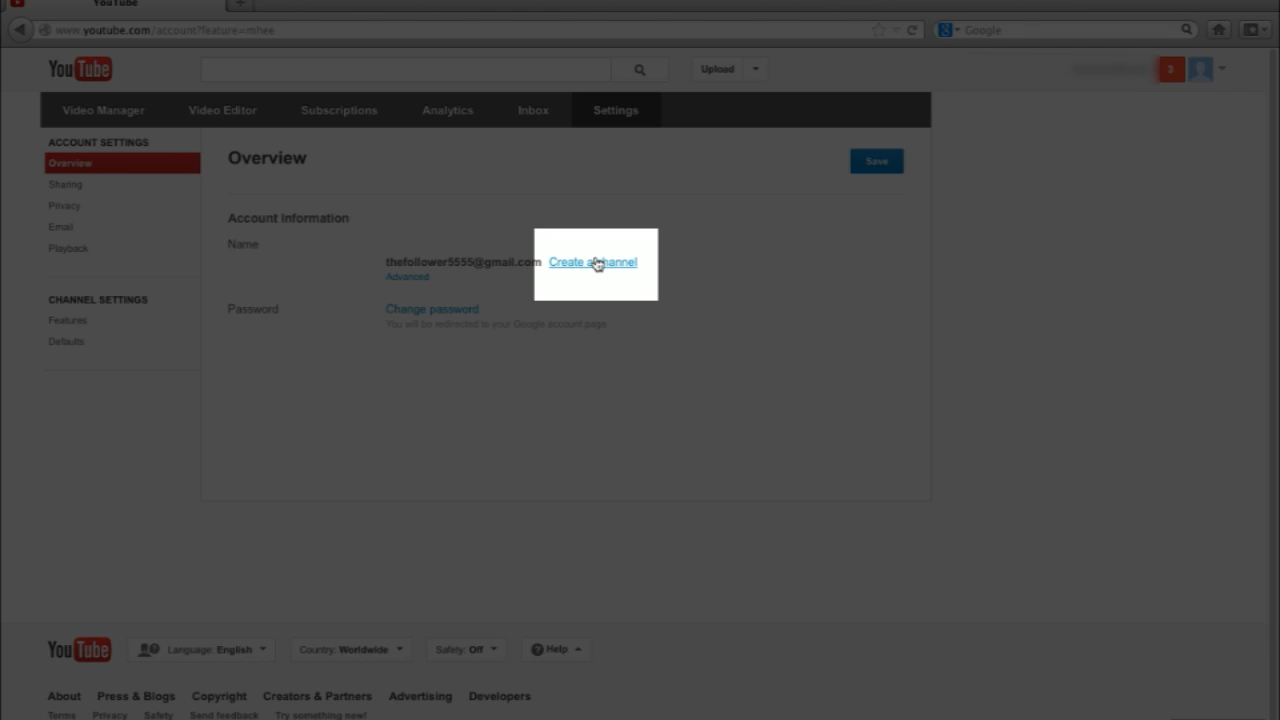 YouTube
www.youtube.com/account?feature=mhee
Google
YouTube
Upload
3
Video Manager Video Editor Subscriptions Analytics Inbox Settings
ACCOUNT SETTINGS
Overview
Sharing
Privacy
Email
Playback
CHANNEL SETTINGS
Features
Defaults
Overview
Save
Account Information
Name
thefollower5555@gmail.com Create a channel
Advanced
Password
Change password
You will be redirected to your Google account page
YouTube
Language: English
Country: Worldwide
Safety: Off
Help
About Press & Blogs Copyright Creators & Partners Advertising Developers
Terms Privacy Safety Send feedback Try something new!